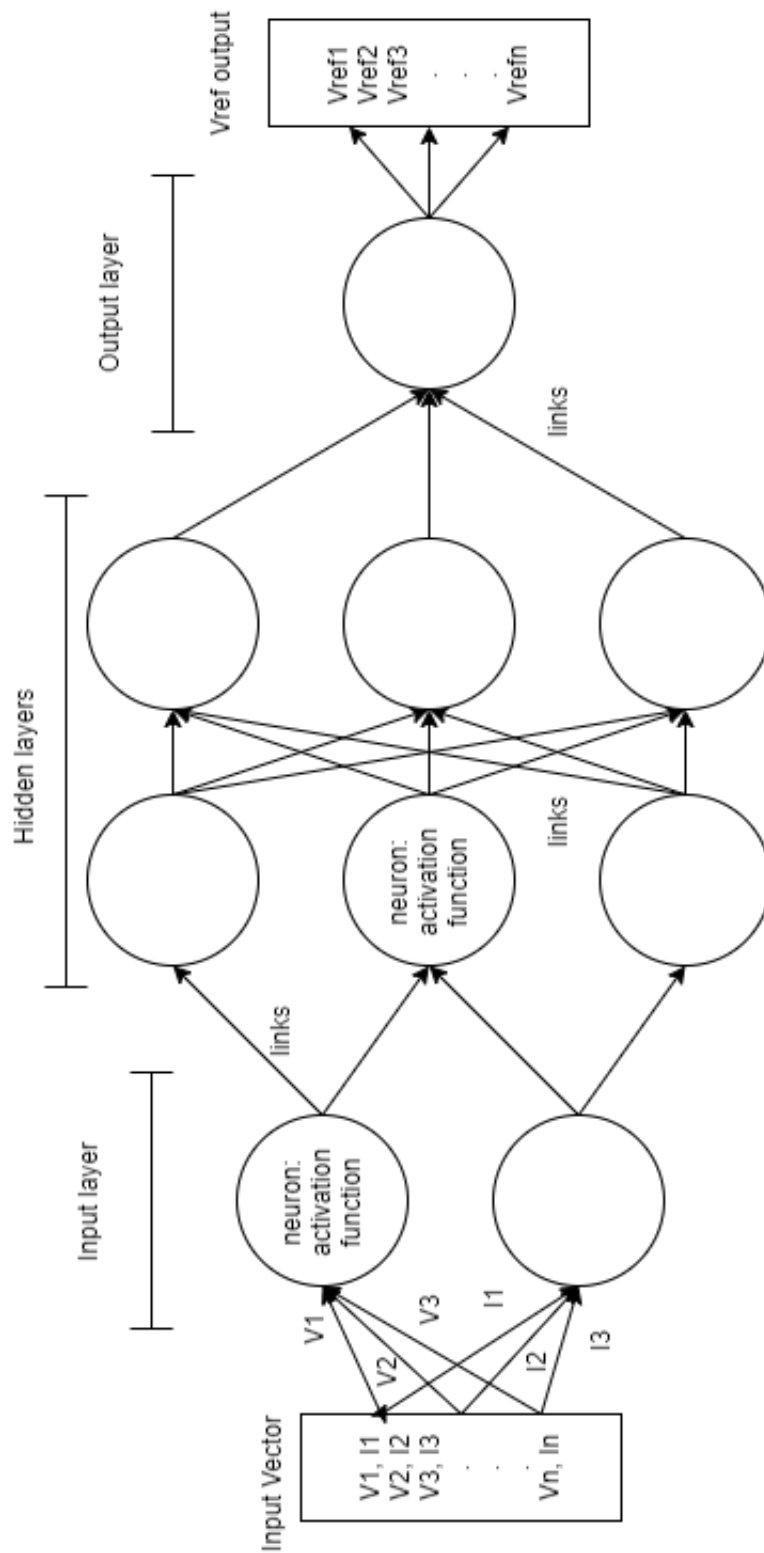 Input Vector
V1, I1
V2, I2
V3, I3
.
.
.
Vn, In
V1
V2
V3
I1
I2
I3
Input layer
neuron:
activation
function
links
Hidden layers
neuron:
activation
function
links
Output layer
links
Vref output
Vref1
Vref2
Vref3
.
.
.
Vrefn